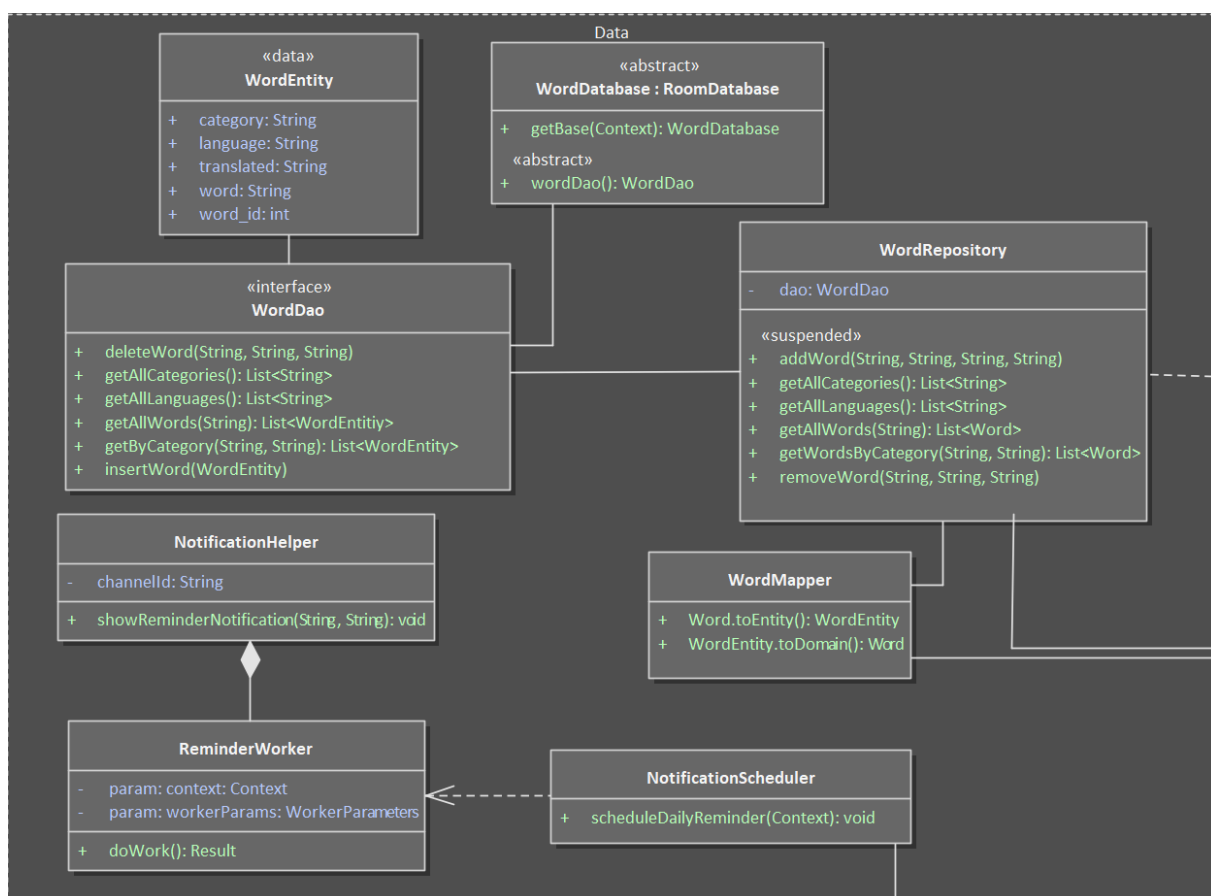 Data
«data»
WordEntity
+ category: String
+ language: String
+ translated: String
+ word: String
+ word_id: int
«abstract»
WordDatabase : RoomDatabase
+ getBase(Context): WordDatabase
«abstract»
+ wordDao(): WordDao
«interface»
WordDao
+ deleteWord(String, String, String)
+ getAllCategories(): List<String>
+ getAllLanguages(): List<String>
+ getAllWords(String): List<WordEntitiy>
+ getByCategory(String, String): List<WordEntity>
+ insertWord(WordEntity)
WordRepository
- dao: WordDao
«suspended»
+ addWord(String, String, String, String)
+ getAllCategories(): List<String>
+ getAllLanguages(): List<String>
+ getAllWords(String): List<Word>
+ getWordsByCategory(String, String): List<Word>
+ removeWord(String, String, String)
NotificationHelper
- channelId: String
+ showReminderNotification(String, String): void
WordMapper
+ Word.toEntity(): WordEntity
+ WordEntity.toDomain(): Word
ReminderWorker
- param: context: Context
- param: workerParams: WorkerParameters
+ doWork(): Result
NotificationScheduler
+ scheduleDailyReminder(Context): void